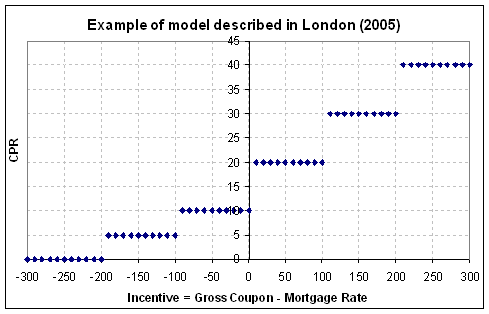 Example of model described in London (2005)
CPR
45
40
35
30
25
20
15
10
5
0
-300 -250 -200 -150 -100 -50 0 50 100 150 200 250 300
Incentive = Gross Coupon - Mortgage Rate